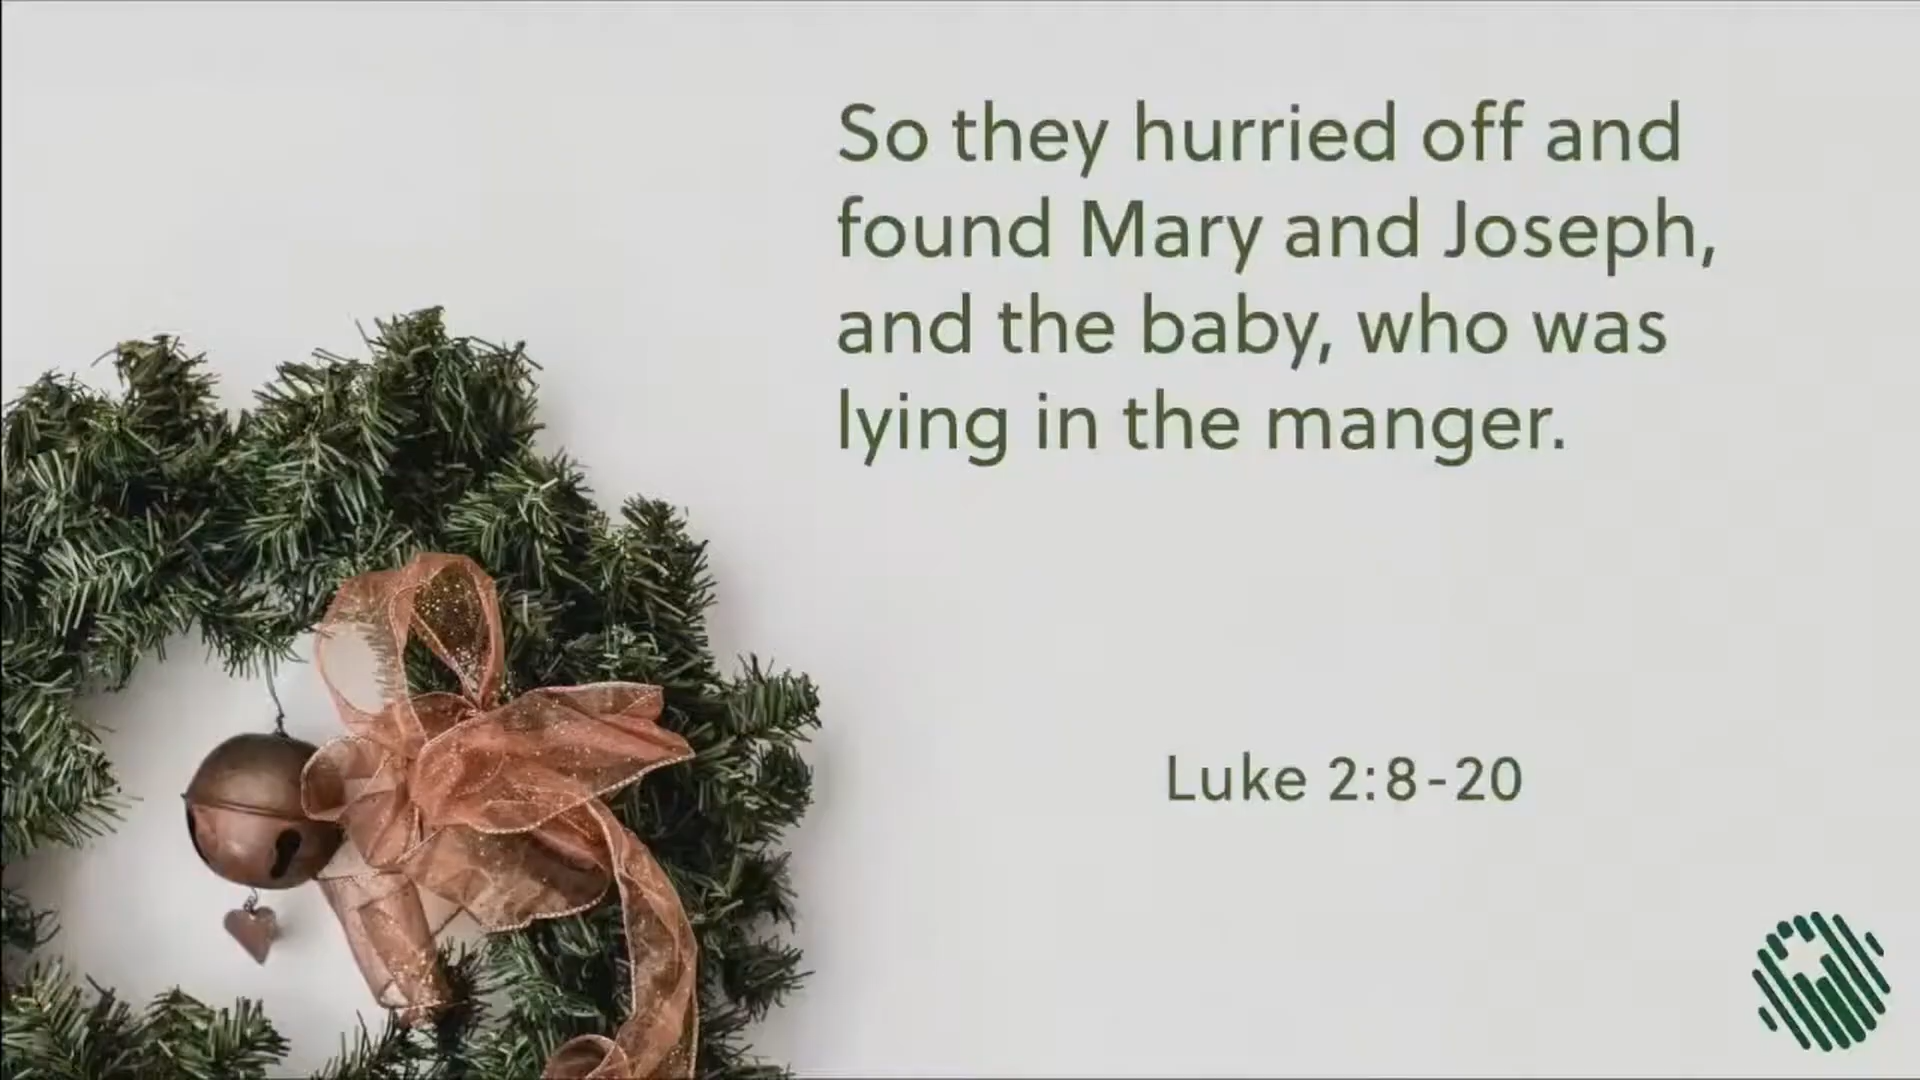 So they hurried off and
found Mary and Joseph,
and the baby, who was
lying in the manger.
Luke 2:8-20